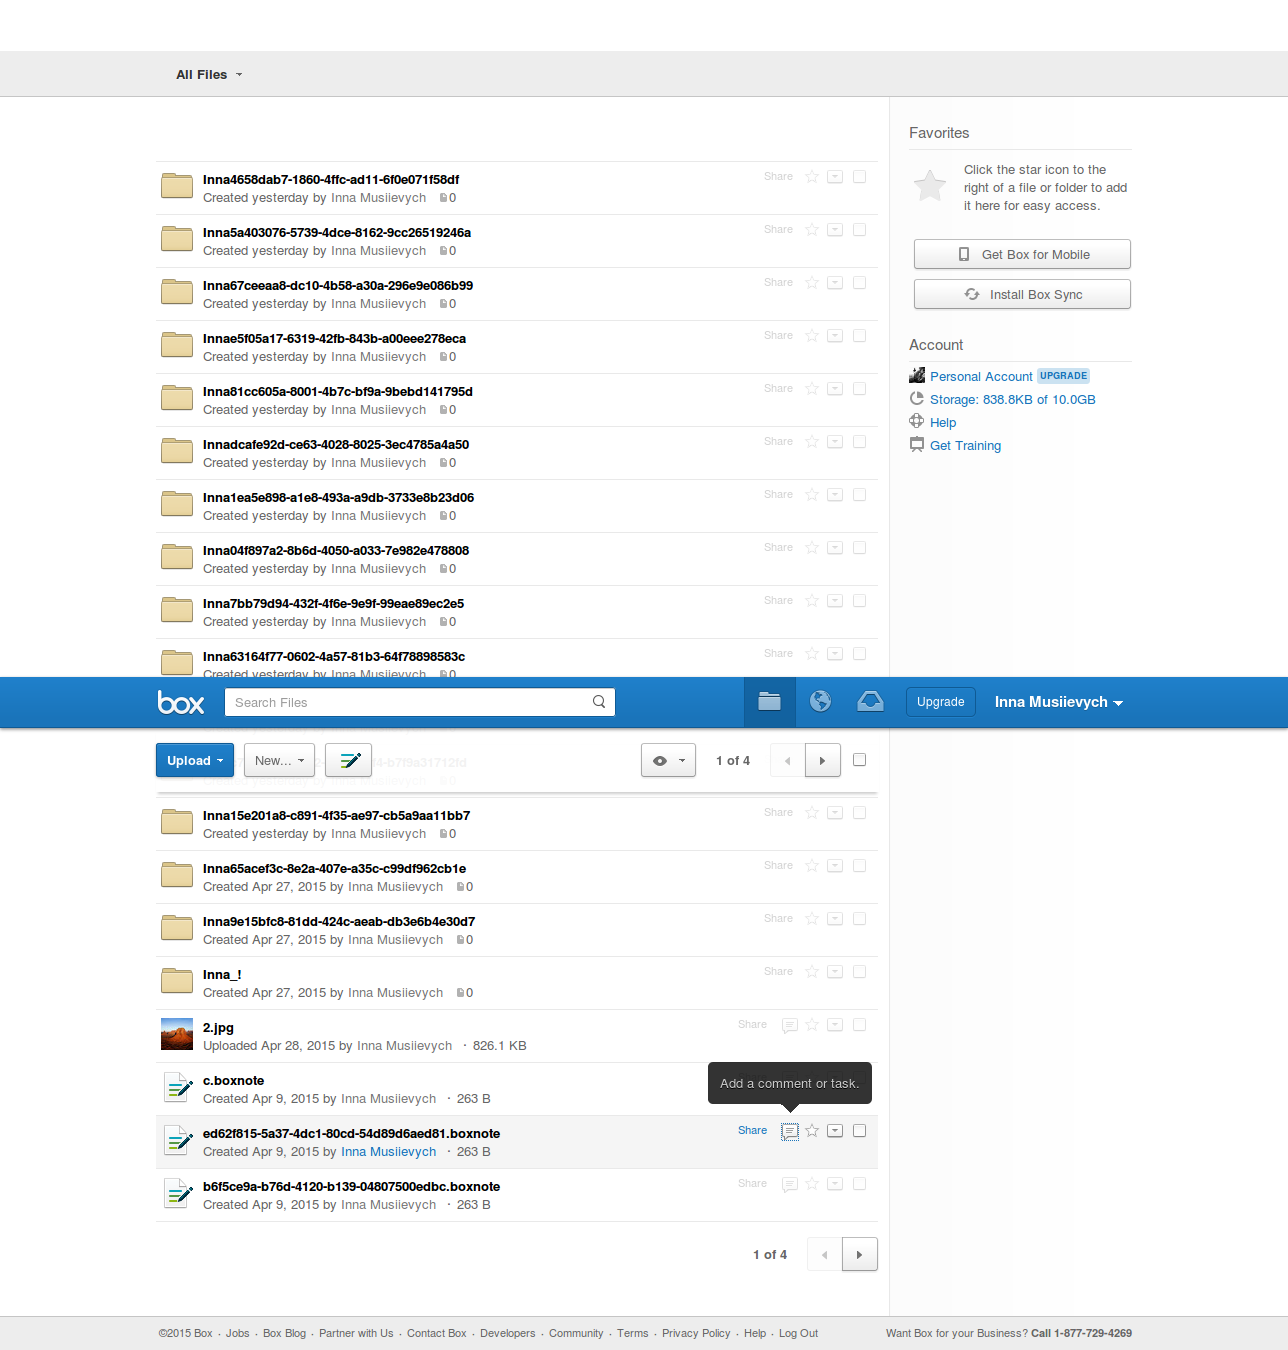 All Files
Inna4658dab7-1860-4ffc-ad11-6f0e071f58df
Share
Created yesterday by Inna Musiievych 0
Inna5a403076-5739-4dce-8162-9cc26519246a
Share
Created yesterday by Inna Musiievych 0
Inna67ceeaa8-dc10-4b58-a30a-296e9e086b99
Share
Created yesterday by Inna Musiievych 0
Innae5f05a17-6319-42fb-843b-a00eee278eca
Share
Created yesterday by Inna Musiievych 0
Inna81cc605a-8001-4b7c-bf9a-9bebd141795d
Share
Created yesterday by Inna Musiievych 0
Innadcafe92d-ce63-4028-8025-3ec4785a4a50
Share
Created yesterday by Inna Musiievych 0
Inna1ea5e898-a1e8-493a-a9db-3733e8b23d06
Share
Created yesterday by Inna Musiievych 0
Inna04f897a2-8b6d-4050-a033-7e982e478808
Share
Created yesterday by Inna Musiievych 0
Inna7bb79d94-432f-4f6e-9e9f-99eae89ec2e5
Share
Created yesterday by Inna Musiievych 0
Inna63164f77-0602-4a57-81b3-64f78898583c
Share
Created yesterday by Inna Musiievych 0
Favorites
Click the star icon to the
right of a file or folder to add
it here for easy access.
Get Box for Mobile
Install Box Sync
Account
Personal Account UPGRADE
Storage: 838.8KB of 10.0GB
Help
Get Training
box
Search Files
Upgrade
Inna Musiievych
Upload
New...
1 of 4
Inna15e201a8-c891-4f35-ae97-cb5a9aa11bb7
Share
Created yesterday by Inna Musiievych 0
Inna65acef3c-8e2a-407e-a35c-c99df962cb1e
Share
Created Apr 27, 2015 by Inna Musiievych 0
Inna9e15bfc8-81dd-424c-aeab-db3e6b4e30d7
Share
Created Apr 27, 2015 by Inna Musiievych 0
Inna_!
Share
Created Apr 27, 2015 by Inna Musiievych 0
2.jpg
Share
Uploaded Apr 28, 2015 by Inna Musiievych · 826.1 KB
c.boxnote
Created Apr 9, 2015 by Inna Musiievych · 263 B
Add a comment or task.
ed62f815-5a37-4dc1-80cd-54d89d6aed81.boxnote
Share
Created Apr 9, 2015 by Inna Musiievych · 263 B
b6f5ce9a-b76d-4120-b139-04807500edbc.boxnote
Share
Created Apr 9, 2015 by Inna Musiievych · 263 B
1 of 4
©2015 Box · Jobs · Box Blog · Partner with Us · Contact Box · Developers · Community · Terms · Privacy Policy · Help · Log Out
Want Box for your Business? Call 1-877-729-4269